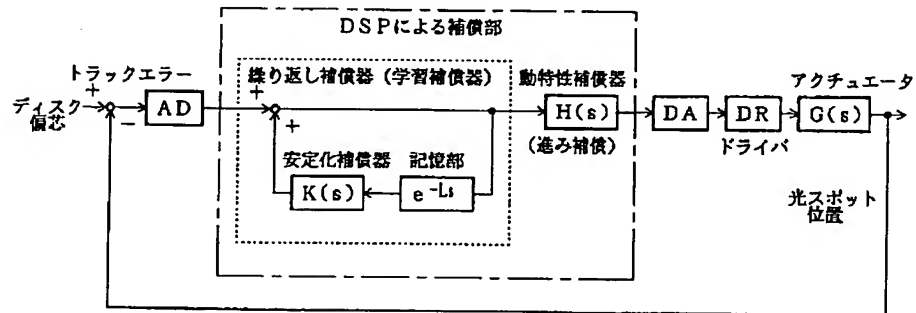 DSPによる補償部
トラックエラー
繰り返し補償器(学習補償器)
動特性補償器
アクチュエータ
ディスク
偏芯
+
−
AD
+
+
H(s)
(進み補償)
DA
DR
ドライバ
G(s)
安定化補償器
記憶部
K(s)
e^-Ls
光スポット
位置